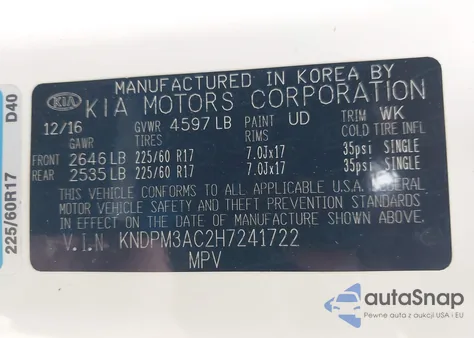 MANUFACTURED IN KOREA BY
KIA KIA MOTORS CORPORATION
12/16 GVWR 4597 LB PAINT UD TRIM WK
GAWR TIRES RIMS COLD TIRE INFL
FRONT 2646 LB 225/60 R17 7.0Jx17 35psi SINGLE
REAR 2535 LB 225/60 R17 7.0Jx17 35psi SINGLE
THIS VEHICLE CONFORMS TO ALL APPLICABLE U.S.A. FEDERAL
MOTOR VEHICLE SAFETY BUMPER, AND THEFT PREVENTION STANDARDS
IN EFFECT ON THE DATE OF MANUFACTURE SHOWN ABOVE.
V.I.N KNDPM3AC2H7241722
MPV
225/60R17 D40
autoSnap
Pewne auta z aukcji USA i EU